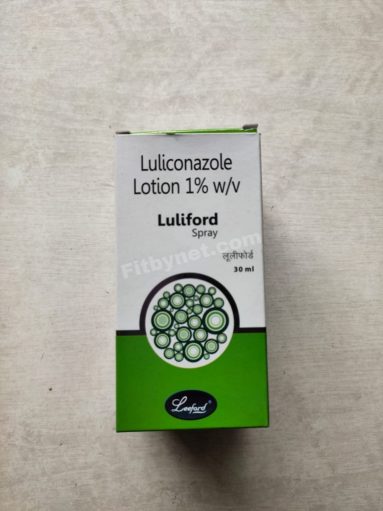 Luliconazole
Lotion 1% w/v
Luliford
Spray
Fitbynet.com
लूलीफोर्ड
30 ml
Leeford